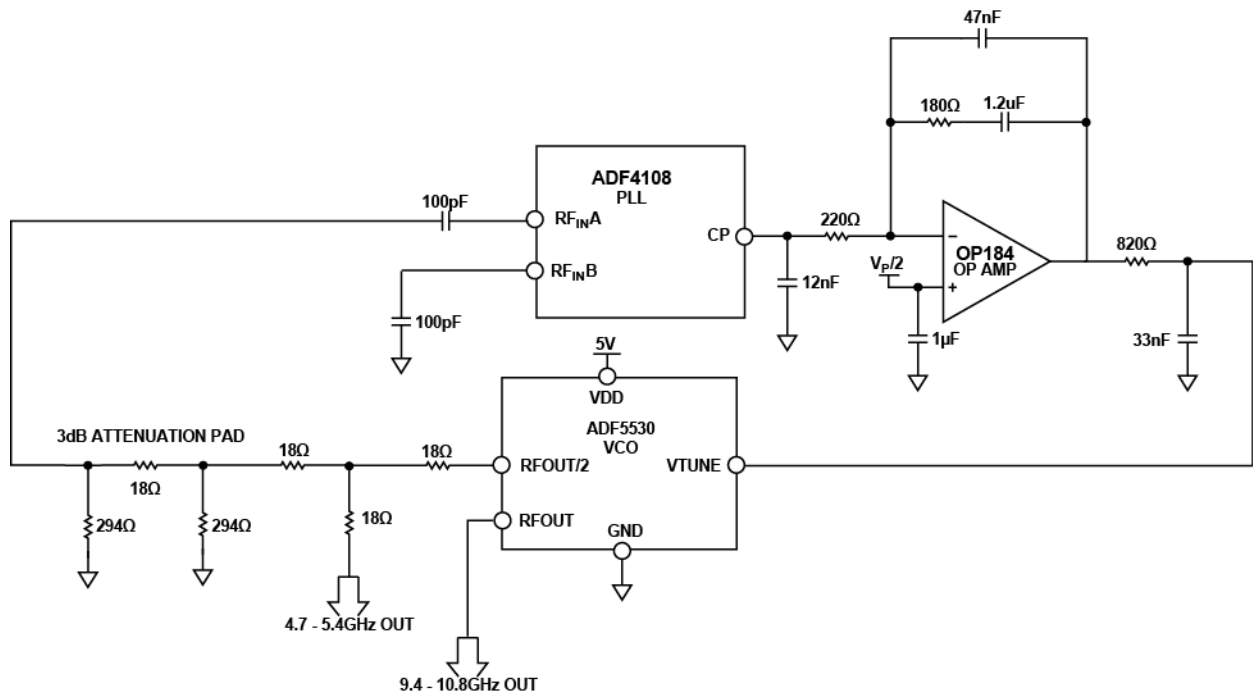 47nF
180Ω
1.2uF
ADF4108
PLL
100pF
RFINA
CP
220Ω
820Ω
RFINB
OP184
OP AMP
VP/2
12nF
100pF
1µF
33nF
5V
VDD
ADF5530
VCO
3dB ATTENUATION PAD
18Ω
18Ω
RFOUT/2
VTUNE
18Ω
RFOUT
294Ω
294Ω
18Ω
GND
4.7 - 5.4GHz OUT
9.4 - 10.8GHz OUT
−
+